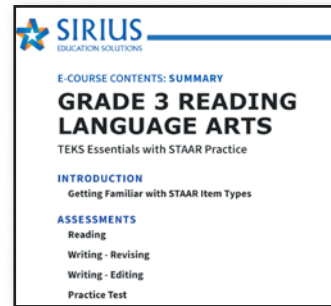 SIRIUS
EDUCATION SOLUTIONS
E-COURSE CONTENTS: SUMMARY
GRADE 3 READING
LANGUAGE ARTS
TEKS Essentials with STAAR Practice
INTRODUCTION
Getting Familiar with STAAR Item Types
ASSESSMENTS
Reading
Writing - Revising
Writing - Editing
Practice Test